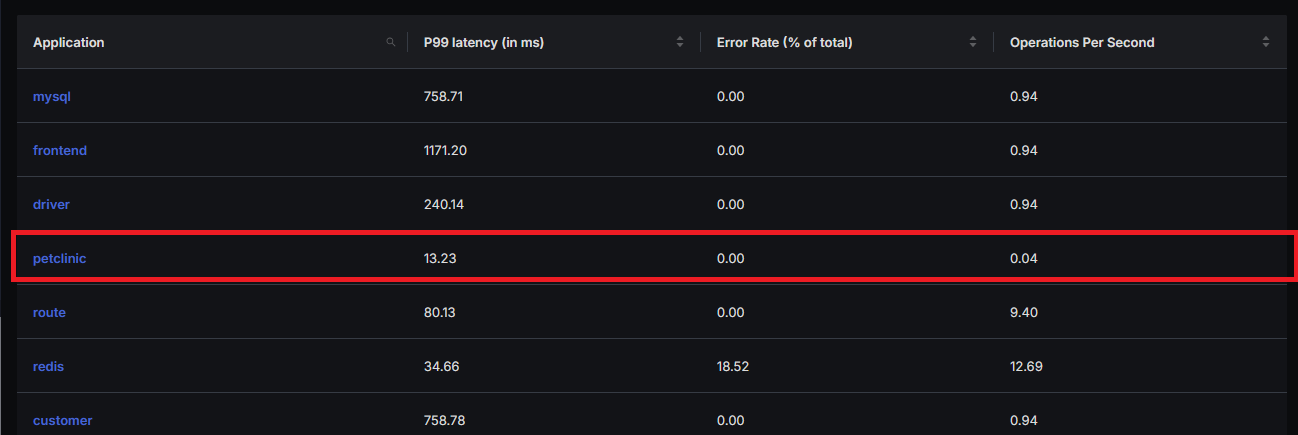 Application P99 latency (in ms) Error Rate (% of total) Operations Per Second
mysql 758.71 0.00 0.94
frontend 1171.20 0.00 0.94
driver 240.14 0.00 0.94
petclinic 13.23 0.00 0.04
route 80.13 0.00 9.40
redis 34.66 18.52 12.69
customer 758.78 0.00 0.94